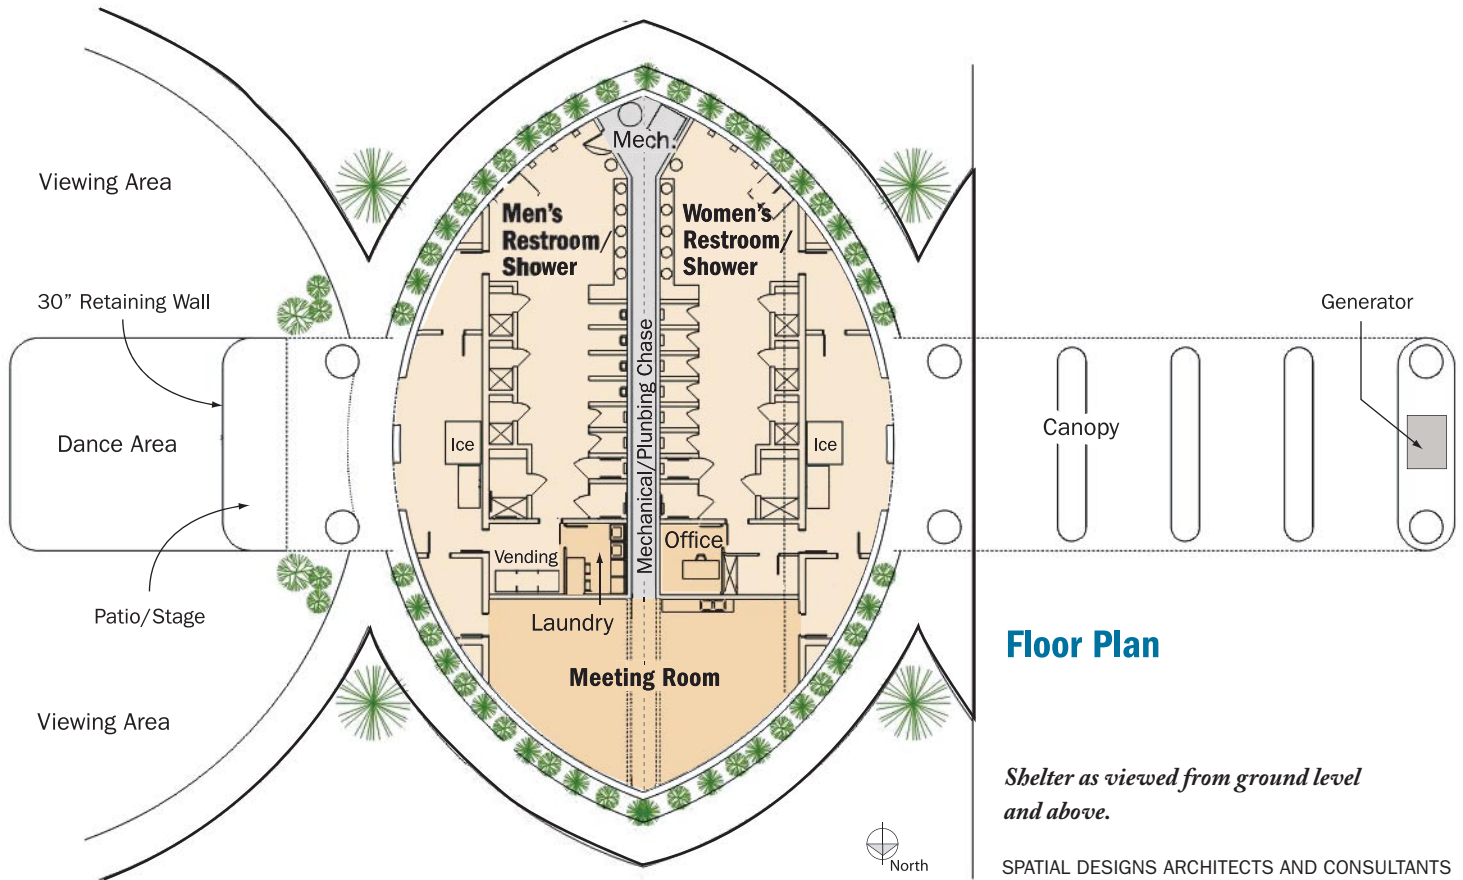 Mech.
Viewing Area
Men's
Restroom/
Shower
Women's
Restroom/
Shower
30” Retaining Wall
Generator
Mechanical/Plunbing Chase
Dance Area
Ice
Ice
Canopy
Office
Vending
Patio/Stage
Laundry
Floor Plan
Meeting Room
Viewing Area
Shelter as viewed from ground level
and above.
North
SPATIAL DESIGNS ARCHITECTS AND CONSULTANTS